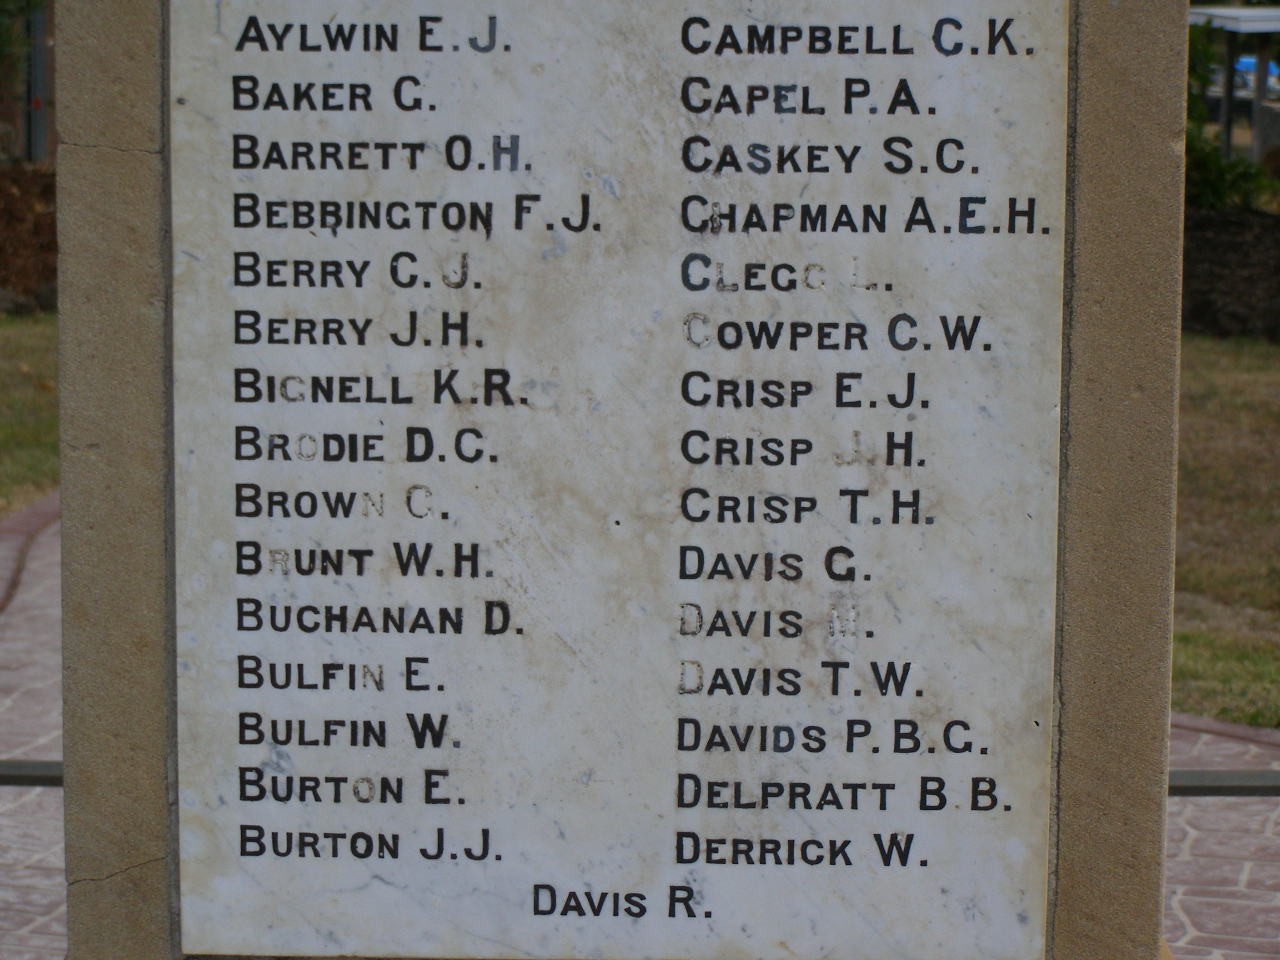 AYLWIN E.J.
BAKER G.
BARRETT O.H.
BEBBINGTON F.J.
BERRY C.J.
BERRY J.H.
BIGNELL K.R.
BRODIE D.C.
BROWN G.
BRUNT W.H.
BUCHANAN D.
BULFIN E.
BULFIN W.
BURTON E.
BURTON J.J.
CAMPBELL C.K.
CAPEL P.A.
CASKEY S.C.
CHAPMAN A.E.H.
CLEGG L.
COWPER C.W.
CRISP E.J.
CRISP J.H.
CRISP T.H.
DAVIS G.
DAVIS M.
DAVIS T.W.
DAVIDS P.B.G.
DELPRATT B.B.
DERRICK W.
DAVIS R.